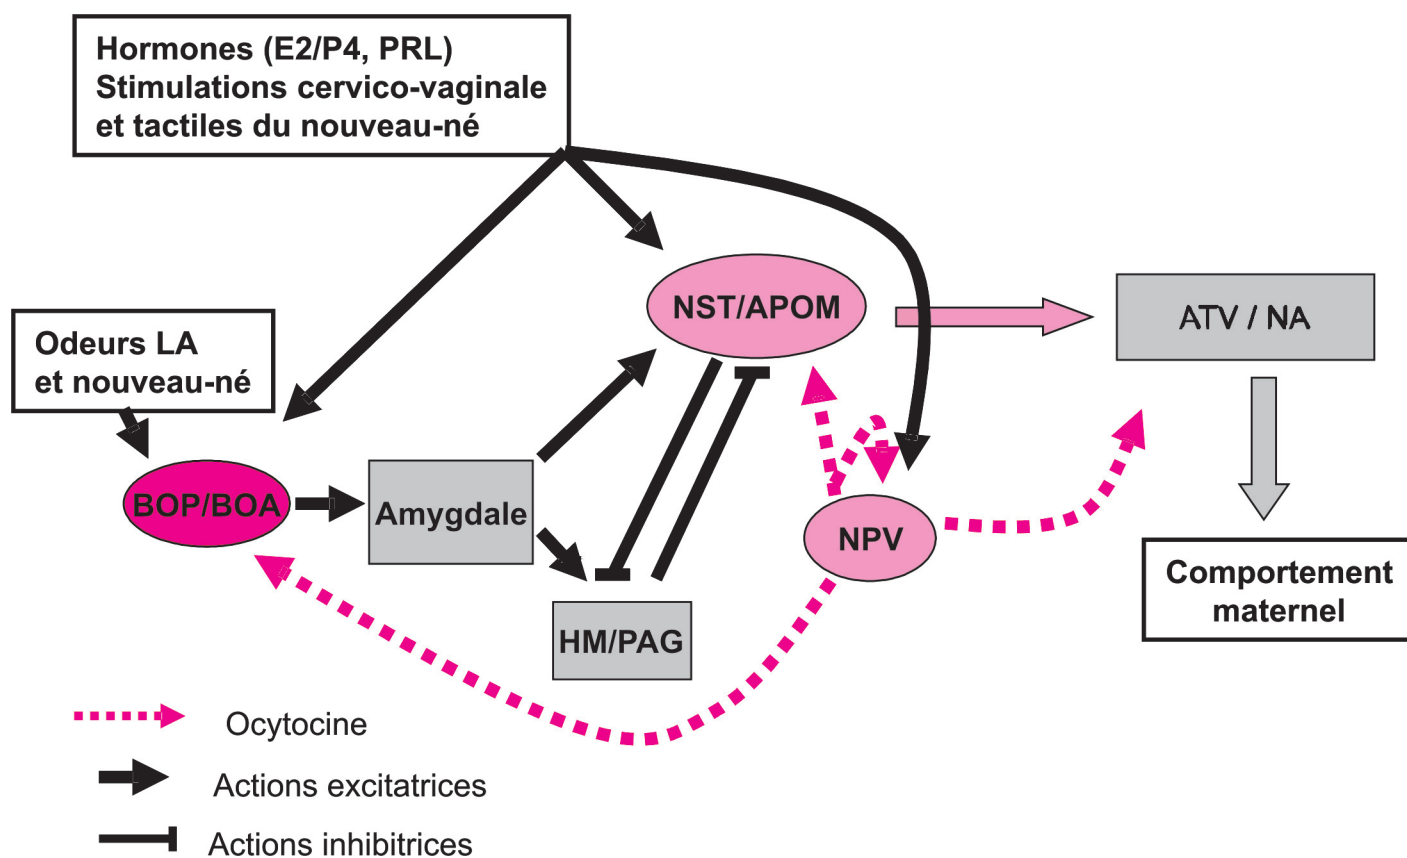 Hormones (E2/P4, PRL)
Stimulations cervico-vaginale
et tactiles du nouveau-né
NST/APOM
ATV / NA
Odeurs LA
et nouveau-né
BOP/BOA
Amygdale
NPV
HM/PAG
Comportement
maternel
Ocytocine
Actions excitatrices
Actions inhibitrices